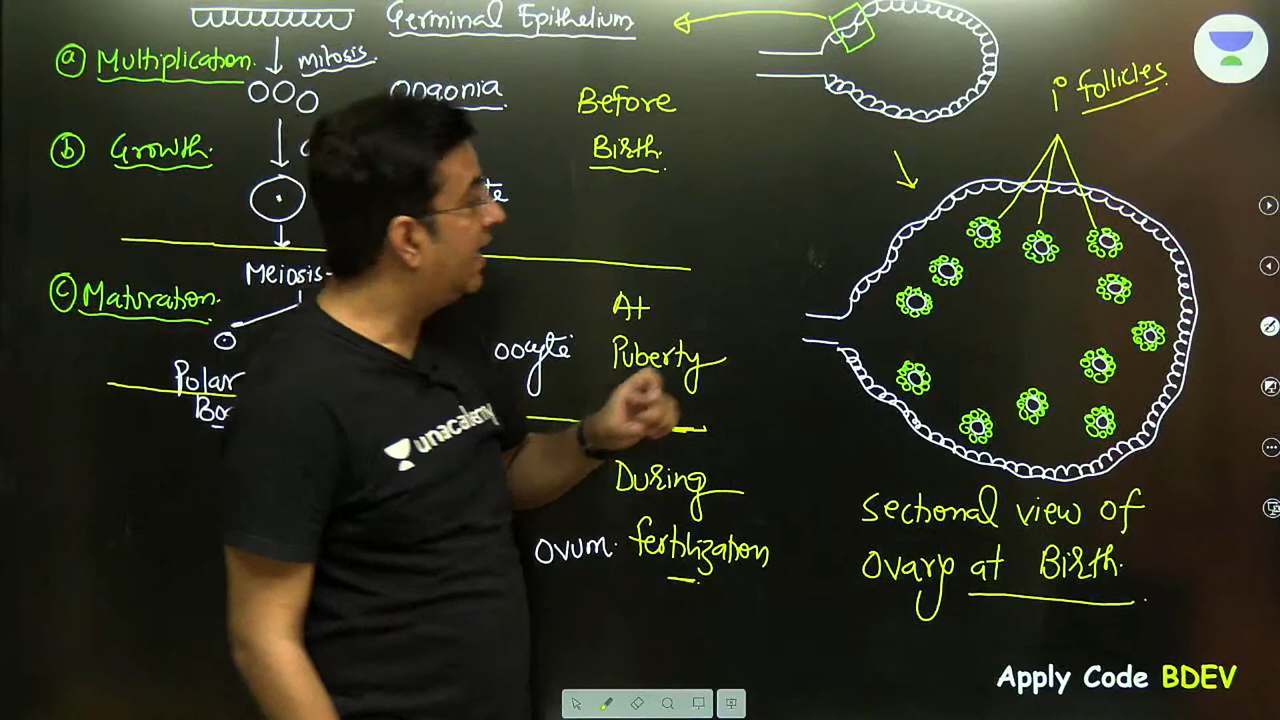 Germinal Epithelium
(a) Multiplication.
mitosis.
oogonia
Before
Birth.
1° follicles
(b) Growth.
Meiosis-
(c) Maturation.
At
Puberty
oocyte
Polar
During
Ovum. fertilization
Sectional view of
Ovary at Birth.
unacademy
Apply Code BDEV